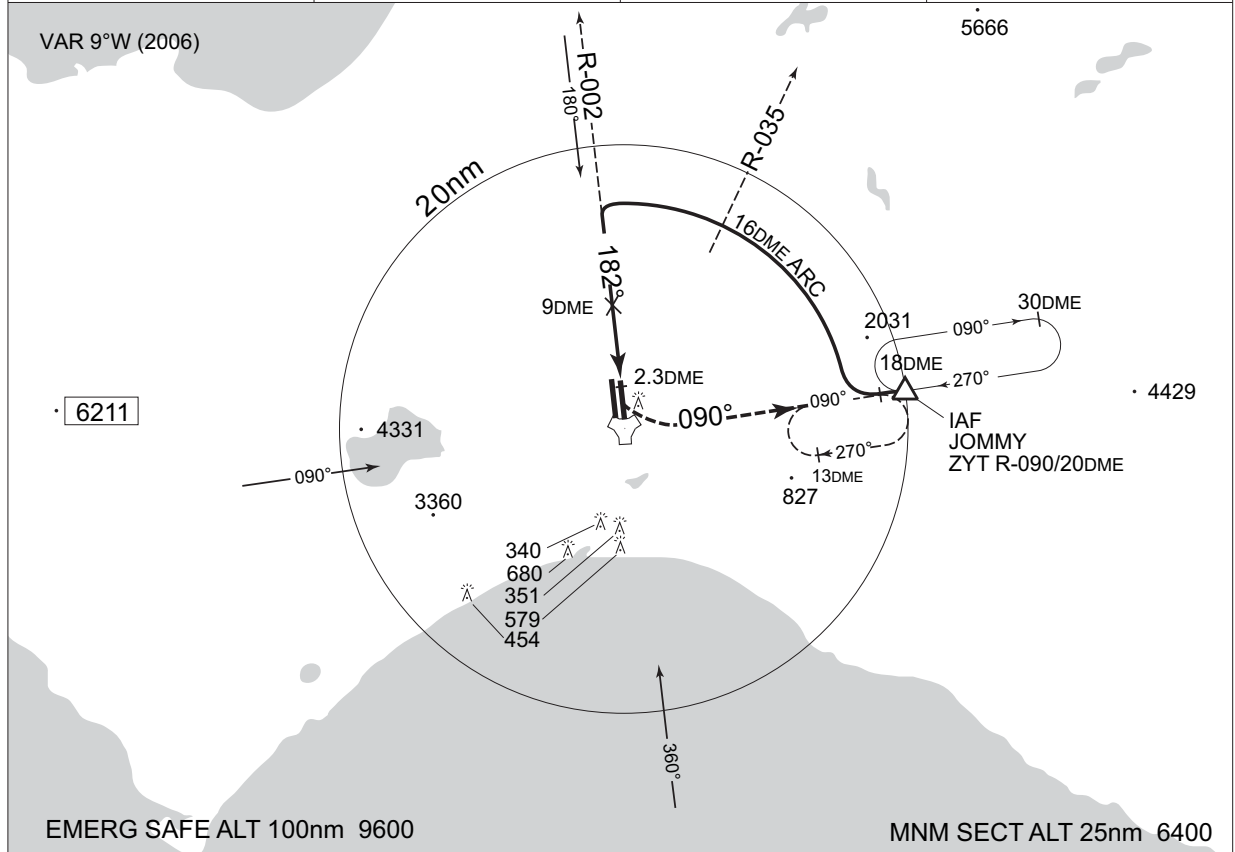 5666
VAR 9°W (2006)
R-002
180°
R-035
20nm
16DME ARC
182°
9DME
30DME
090°
2031
18DME
270°
2.3DME
090°
090°
4429
6211
4331
IAF
JOMMY
ZYT R-090/20DME
270°
13DME
090°
827
3360
340
680
351
579
454
360°
EMERG SAFE ALT 100nm 9600
MNM SECT ALT 25nm 6400